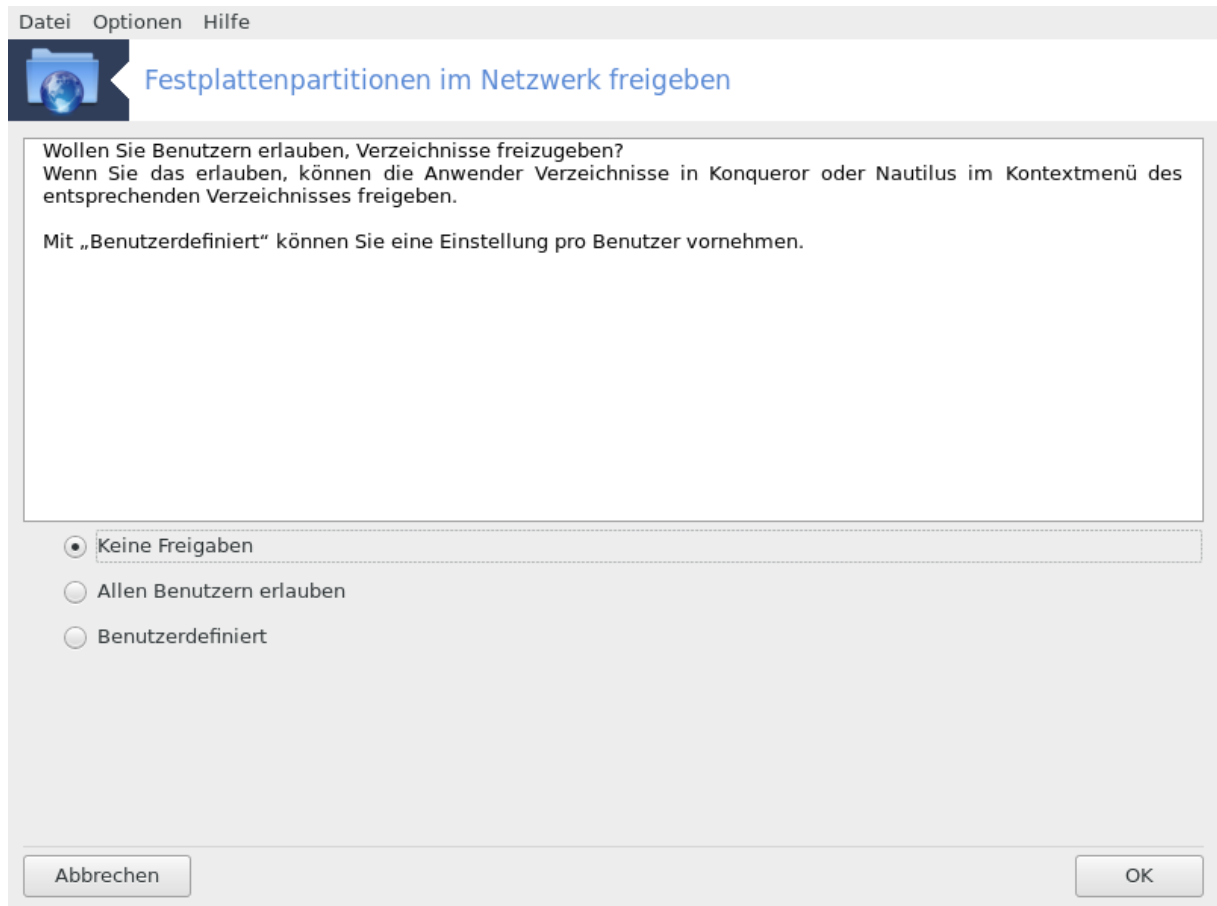 Datei Optionen Hilfe
Festplattenpartitionen im Netzwerk freigeben
Wollen Sie Benutzern erlauben, Verzeichnisse freizugeben?
Wenn Sie das erlauben, können die Anwender Verzeichnisse in Konqueror oder Nautilus im Kontextmenü des
entsprechenden Verzeichnisses freigeben.
Mit „Benutzerdefiniert“ können Sie eine Einstellung pro Benutzer vornehmen.
Keine Freigaben
Allen Benutzern erlauben
Benutzerdefiniert
Abbrechen OK